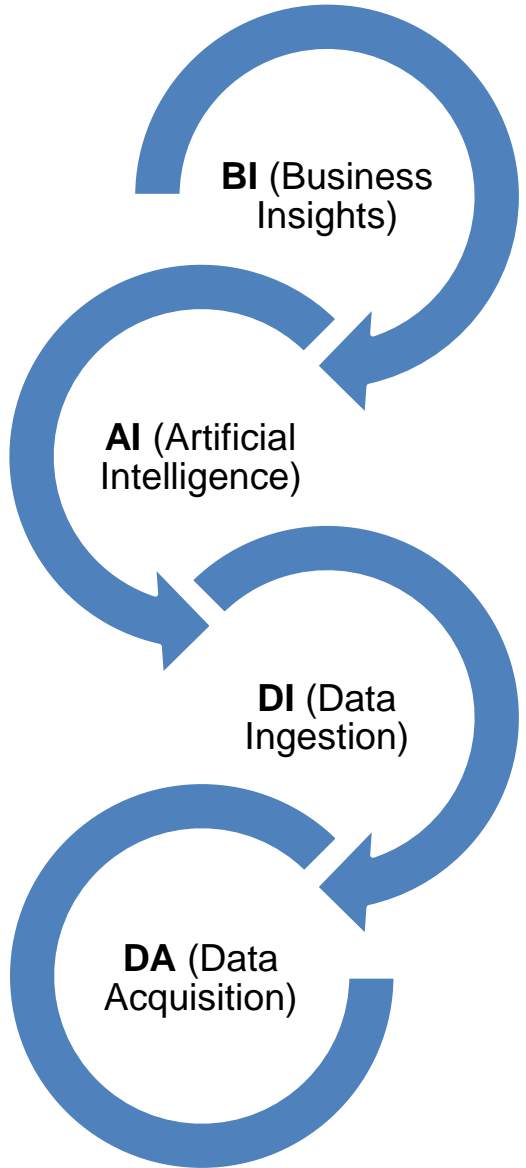 BI (Business
Insights)
AI (Artificial
Intelligence)
DI (Data
Ingestion)
DA (Data
Acquisition)